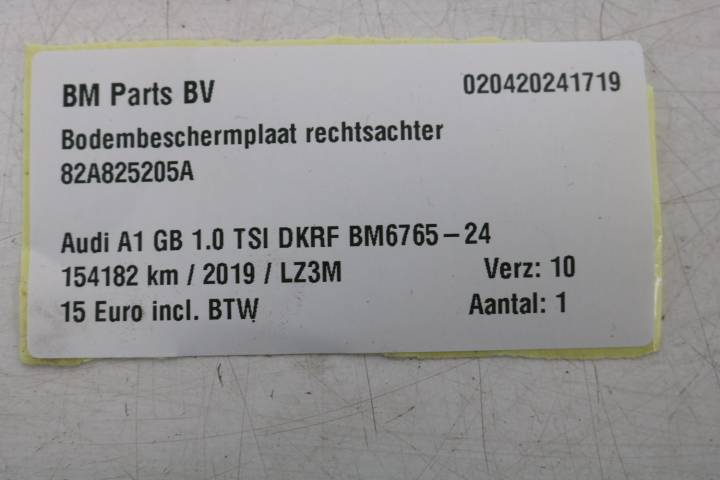 BM Parts BV 020420241719
Bodembeschermplaat rechtsachter
82A825205A
Audi A1 GB 1.0 TSI DKRF BM6765-24
154182 km / 2019 / LZ3M Verz: 10
15 Euro incl. BTW Aantal: 1